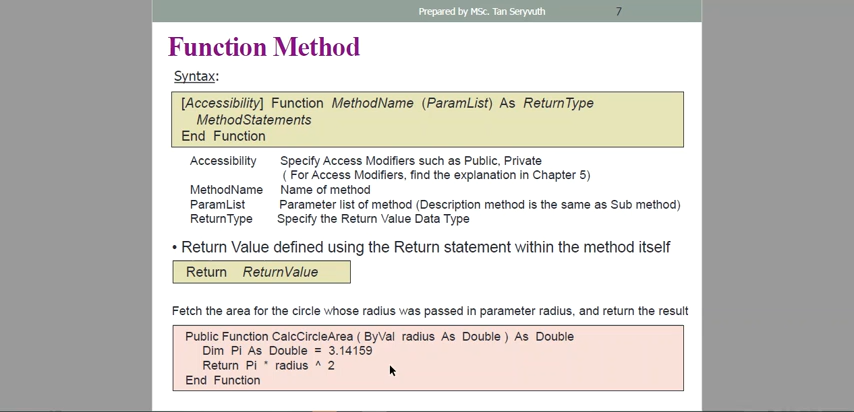 Prepared by MSc. Tan Seryvuth 7
Function Method
Syntax:
[Accessibility] Function MethodName (ParamList) As ReturnType
MethodStatements
End Function
Accessibility Specify Access Modifiers such as Public, Private
( For Access Modifiers, find the explanation in Chapter 5)
MethodName Name of method
ParamList Parameter list of method (Description method is the same as Sub method)
ReturnType Specify the Return Value Data Type
• Return Value defined using the Return statement within the method itself
Return ReturnValue
Fetch the area for the circle whose radius was passed in parameter radius, and return the result
Public Function CalcCircleArea ( ByVal radius As Double ) As Double
Dim Pi As Double = 3.14159
Return Pi * radius ^ 2
End Function